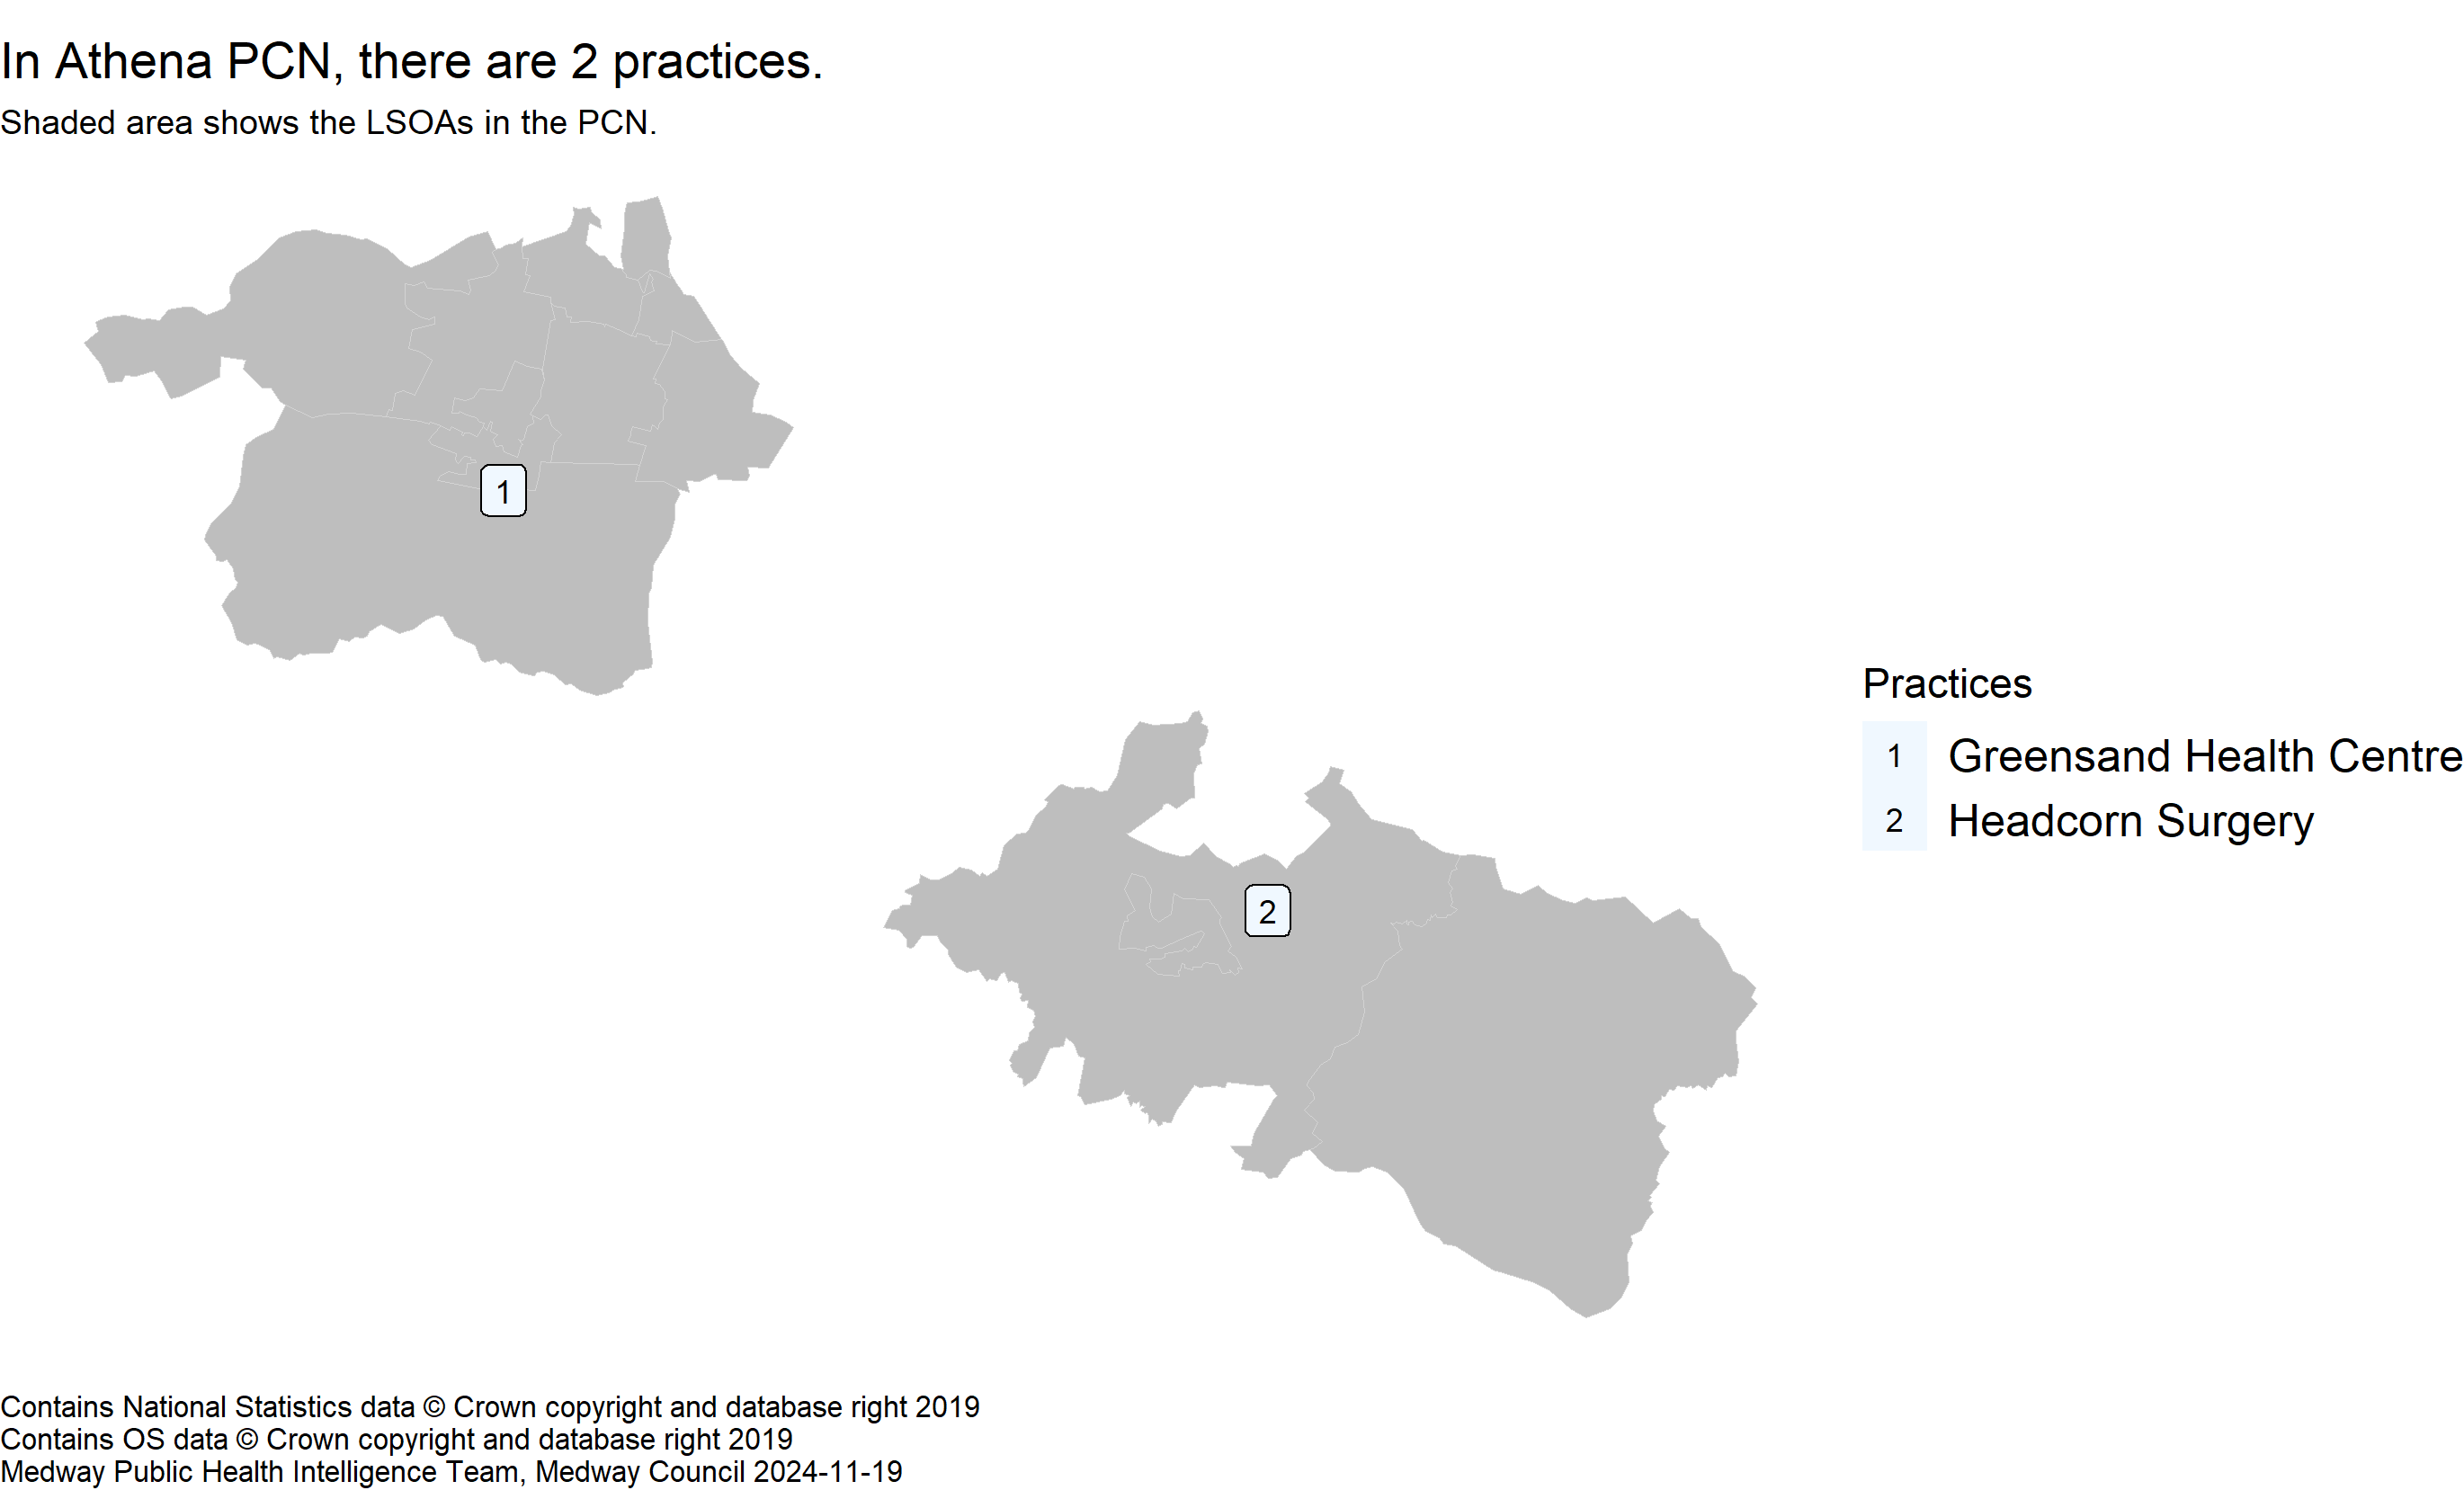 In Athena PCN, there are 2 practices.
Shaded area shows the LSOAs in the PCN.
1
2
Practices
1 Greensand Health Centre
2 Headcorn Surgery
Contains National Statistics data © Crown copyright and database right 2019
Contains OS data © Crown copyright and database right 2019
Medway Public Health Intelligence Team, Medway Council 2024-11-19